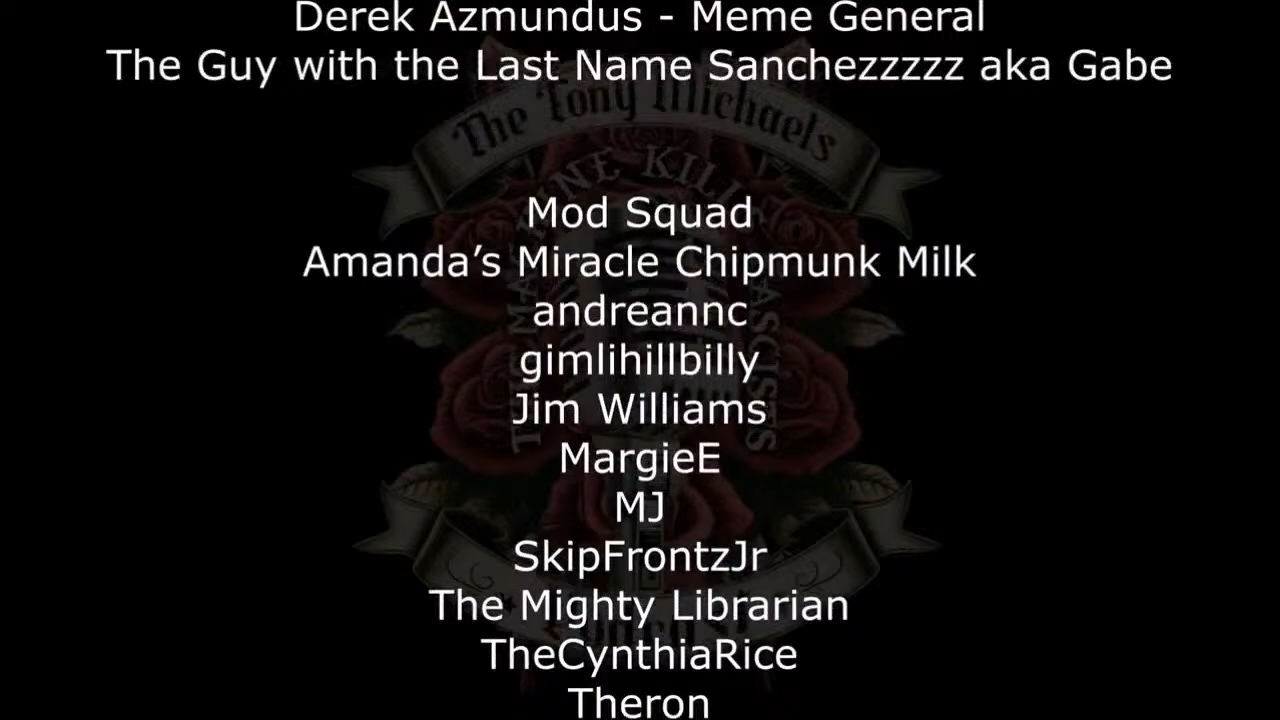 Derek Azmundus - Meme General
The Guy with the Last Name Sanchezzzzz aka Gabe
The Tony Michaels
Mod Squad
Amanda’s Miracle Chipmunk Milk
andreannc
gimlihillbilly
Jim Williams
MargieE
MJ
SkipFrontzJr
The Mighty Librarian
TheCynthiaRice
Theron